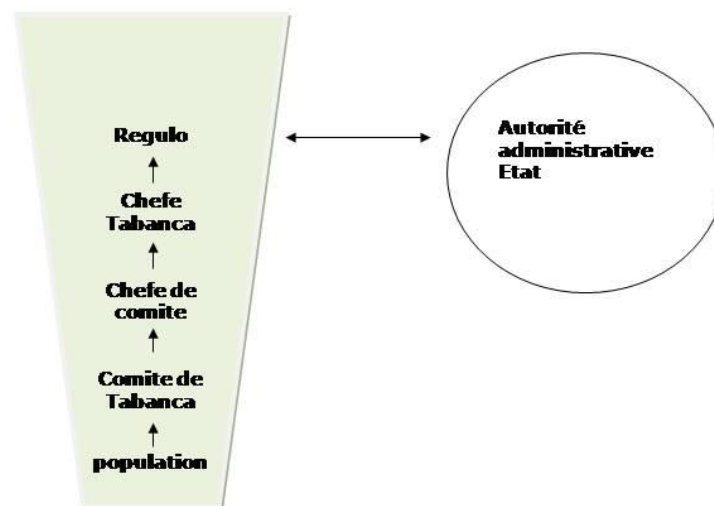 Regulo
Chefe
Tabanca
Chefe de
comite
Comite de
Tabanca
population
Autorité
administrative
Etat